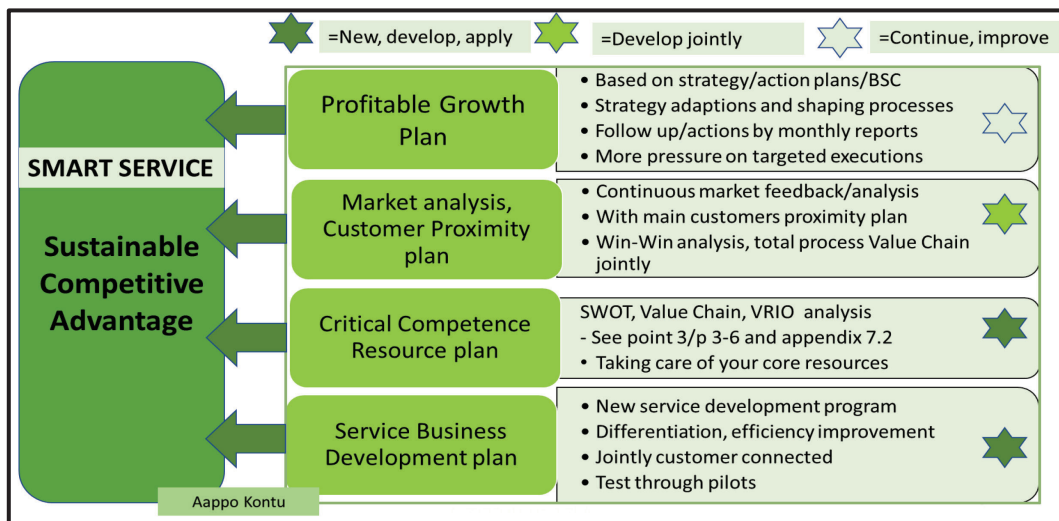 =New, develop, apply
=Develop jointly
=Continue, improve
SMART SERVICE
Sustainable
Competitive
Advantage
Profitable Growth
Plan
• Based on strategy/action plans/BSC
• Strategy adaptions and shaping processes
• Follow up/actions by monthly reports
• More pressure on targeted executions
Market analysis,
Customer Proximity
plan
• Continuous market feedback/analysis
• With main customers proximity plan
• Win-Win analysis, total process Value Chain
jointly
Critical Competence
Resource plan
SWOT, Value Chain, VRIO analysis
- See point 3/p 3-6 and appendix 7.2
• Taking care of your core resources
Service Business
Development plan
• New service development program
• Differentiation, efficiency improvement
• Jointly customer connected
• Test through pilots
Aappo Kontu